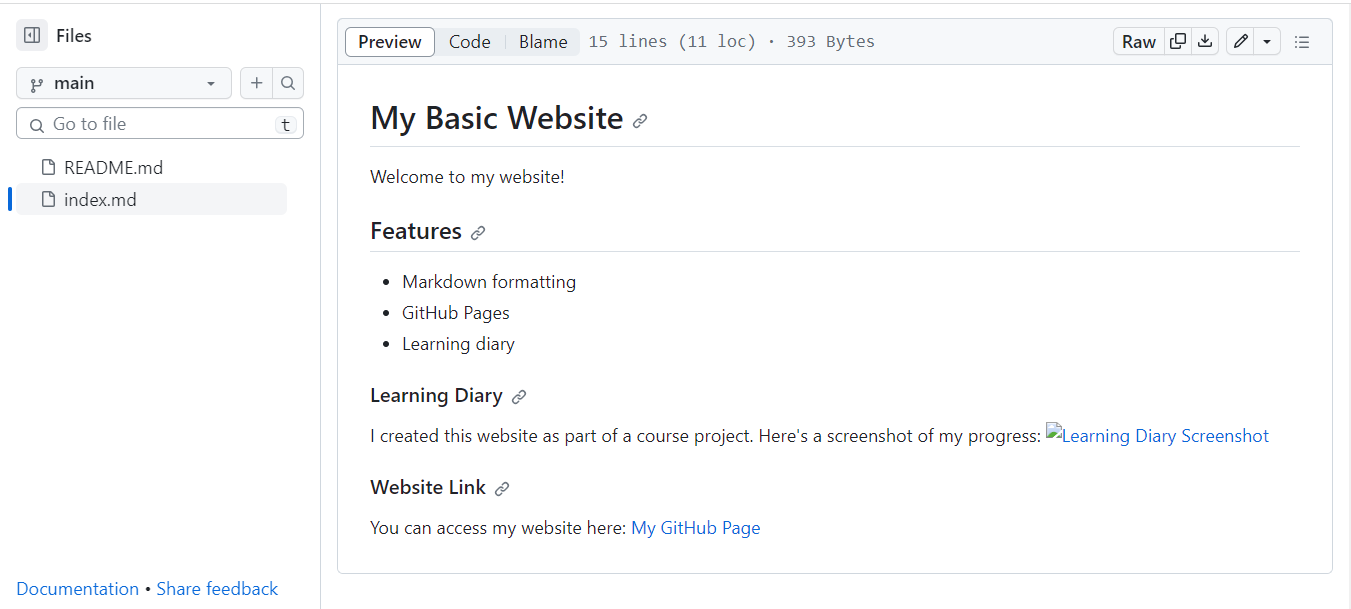 Files
main
Go to file
t
README.md
index.md
Documentation • Share feedback
Preview Code Blame 15 lines (11 loc) · 393 Bytes Raw
My Basic Website
Welcome to my website!
Features
• Markdown formatting
• GitHub Pages
• Learning diary
Learning Diary
I created this website as part of a course project. Here's a screenshot of my progress: Learning Diary Screenshot
Website Link
You can access my website here: My GitHub Page